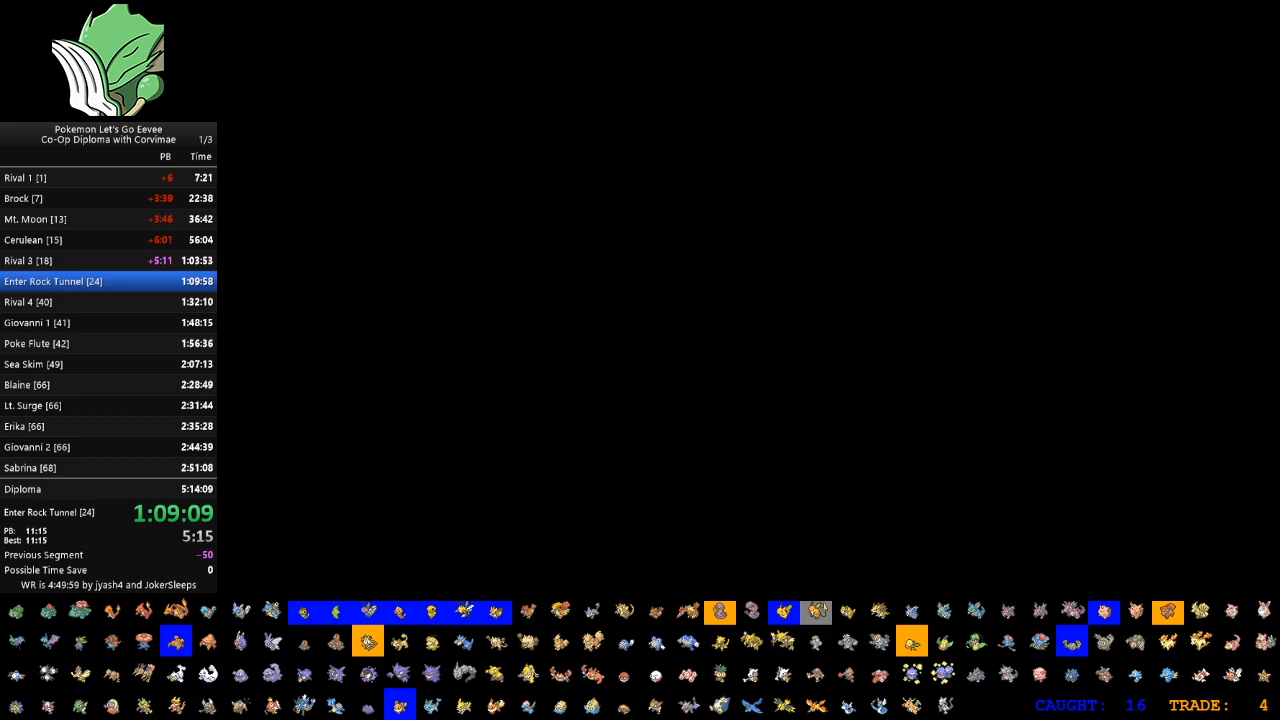 Pokemon Let's Go Eevee
Co-Op Diploma with Corvimae 1/3
PB Time
Rival 1 [1] +6 7:21
Brock [7] +3:39 22:38
Mt. Moon [13] +3:46 36:42
Cerulean [15] +6:01 56:04
Rival 3 [18] +5:11 1:03:53
Enter Rock Tunnel [24] 1:09:58
Rival 4 [40] 1:32:10
Giovanni 1 [41] 1:48:15
Poke Flute [42] 1:56:36
Sea Skim [49] 2:07:13
Blaine [66] 2:28:49
Lt. Surge [66] 2:31:44
Erika [66] 2:35:28
Giovanni 2 [66] 2:44:39
Sabrina [68] 2:51:08
Diploma 5:14:09
Enter Rock Tunnel [24] 1:09:09
PB: 11:15
Best: 11:15 5:15
Previous Segment −50
Possible Time Save 0
WR is 4:49:59 by jyash4 and JokerSleeps
CAUGHT: 16 TRADE: 4